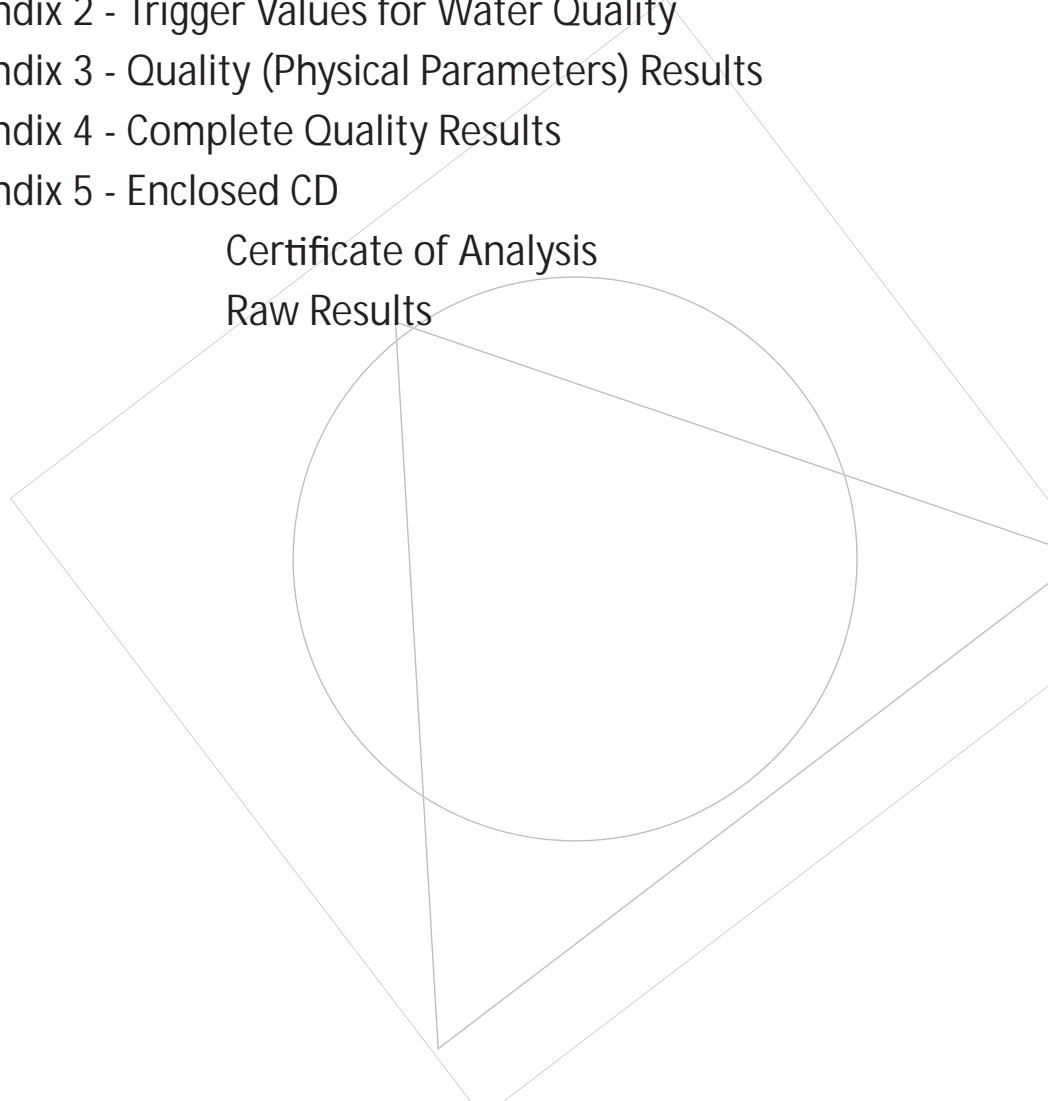 ndix 2 - Trigger Values for Water Quality
ndix 3 - Quality (Physical Parameters) Results
ndix 4 - Complete Quality Results
ndix 5 - Enclosed CD
Certificate of Analysis
Raw Results